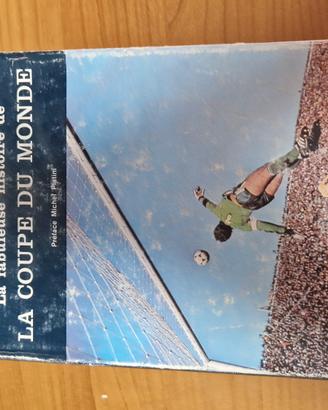 La fabuleuse histoire de
LA COUPE DU MONDE
Préface Michel Platini